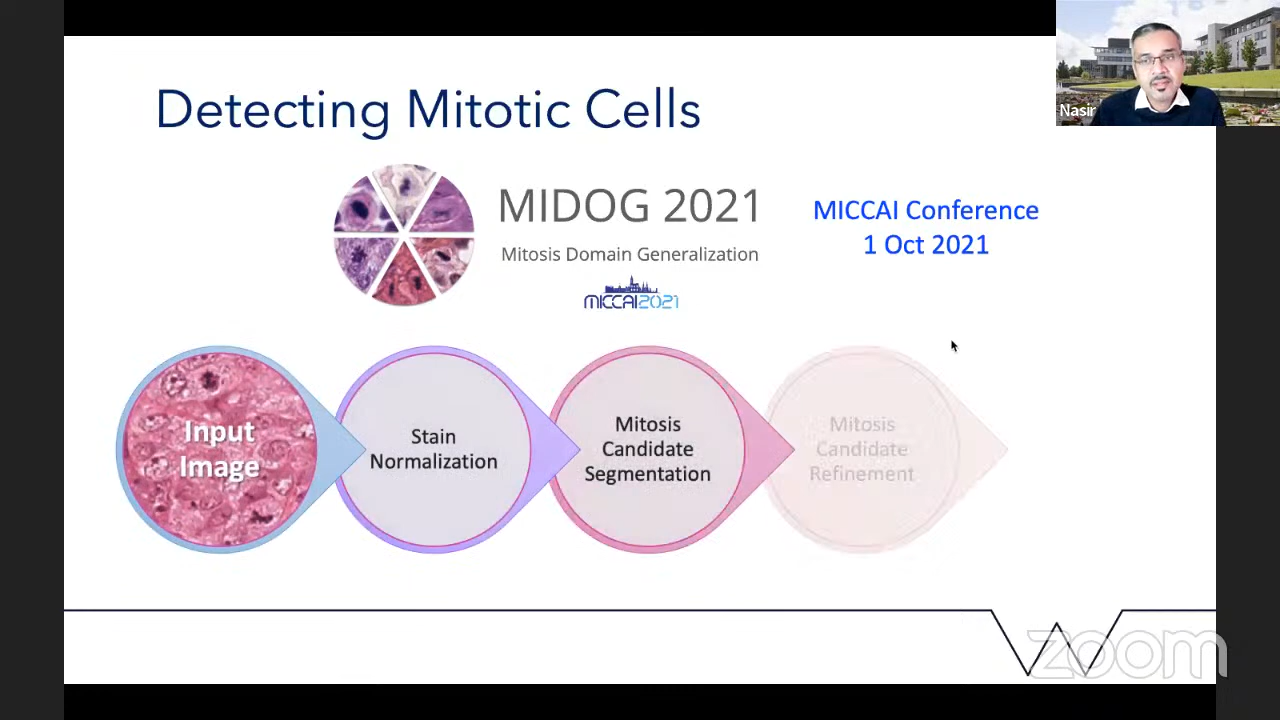 Detecting Mitotic Cells
Nasir
MIDOG 2021
Mitosis Domain Generalization
MICCAI2021
MICCAI Conference
1 Oct 2021
Input
Image
Stain
Normalization
Mitosis
Candidate
Segmentation
Mitosis
Candidate
Refinement
zoom